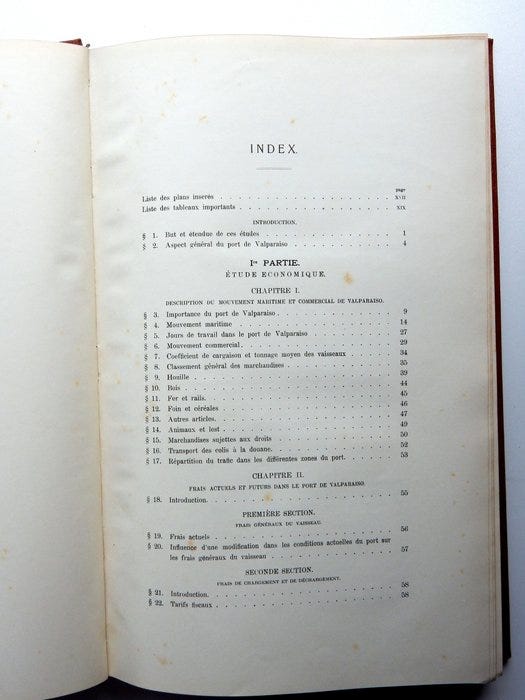 INDEX.
page
Liste des plans inserés . . . . . . . . . . . . . . . . . XVII
Liste des tableaux importants . . . . . . . . . . . . . . . XIX
INTRODUCTION.
§ 1. But et étendue de ces études . . . . . . . . . . . . . 1
§ 2. Aspect général du port de Valparaiso . . . . . . . . . . 4
Ire PARTIE.
ÉTUDE ECONOMIQUE.
CHAPITRE I.
DESCRIPTION DU MOUVEMENT MARITIME ET COMMERCIAL DE VALPARAISO.
§ 3. Importance du port de Valparaiso . . . . . . . . . . . . 9
§ 4. Mouvement maritime . . . . . . . . . . . . . . . . 14
§ 5. Jours de travail dans le port de Valparaiso . . . . . . . . 27
§ 6. Mouvement commercial . . . . . . . . . . . . . . . 29
§ 7. Coefficient de cargaison et tonnage moyen des vaisseaux . . . . 34
§ 8. Classement général des marchandises . . . . . . . . . . 35
§ 9. Houille . . . . . . . . . . . . . . . . . . . . 39
§ 10. Bois . . . . . . . . . . . . . . . . . . . . . 44
§ 11. Fer et rails . . . . . . . . . . . . . . . . . . . 45
§ 12. Foin et céréales . . . . . . . . . . . . . . . . . 46
§ 13. Autres articles . . . . . . . . . . . . . . . . . . 47
§ 14. Animaux et lest . . . . . . . . . . . . . . . . . 49
§ 15. Marchandises sujettes aux droits . . . . . . . . . . . . 50
§ 16. Transport des colis à la douane . . . . . . . . . . . . 52
§ 17. Répartition du trafic dans les différentes zones du port . . . . 53
CHAPITRE II.
FRAIS ACTUELS ET FUTURS DANS LE PORT DE VALPARAISO
§ 18. Introduction . . . . . . . . . . . . . . . . . . . 55
PREMIÈRE SECTION.
FRAIS GÉNÉRAUX DU VAISSEAU.
§ 19. Frais actuels . . . . . . . . . . . . . . . . . . 56
§ 20. Influence d'une modification dans les conditions actuelles du port sur
les frais généraux du vaisseau . . . . . . . . . . . . 57
SECONDE SECTION.
FRAIS DE CHARGEMENT ET DE DÉCHARGEMENT.
§ 21. Introduction . . . . . . . . . . . . . . . . . . . 58
§ 22. Tarifs fiscaux . . . . . . . . . . . . . . . . . . 58